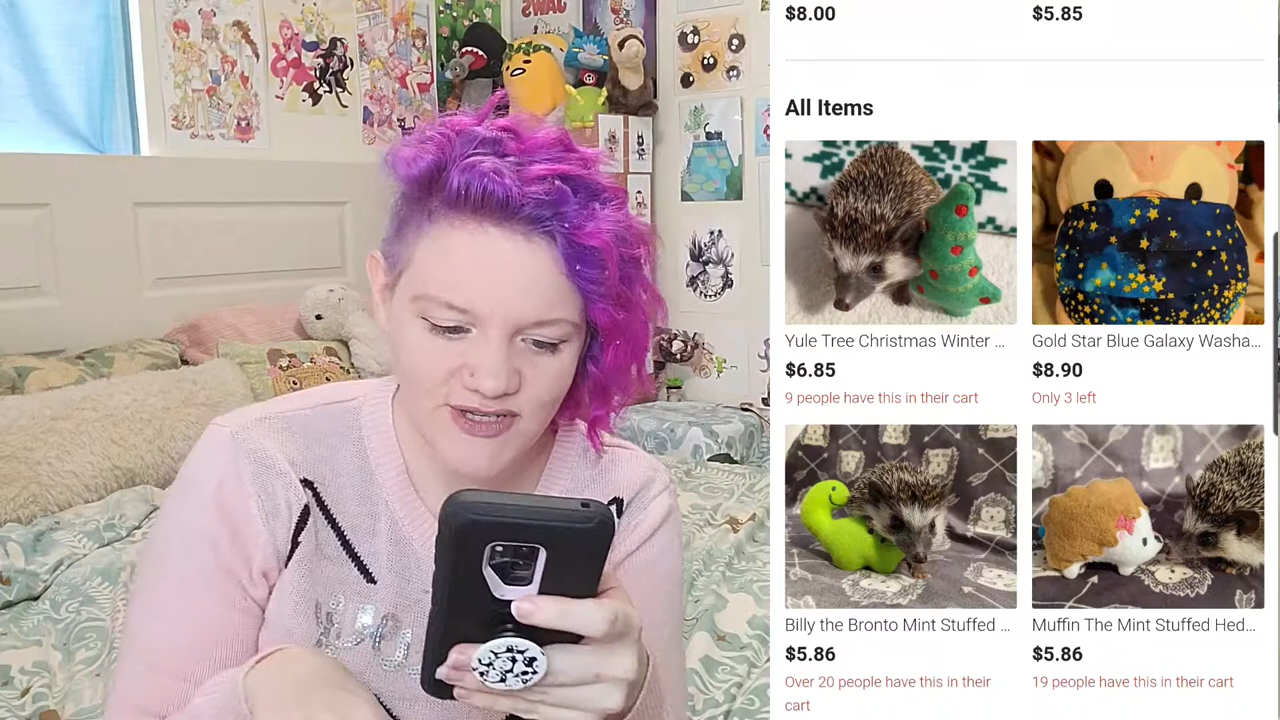 JAWS
$8.00
$5.85
All Items
Yule Tree Christmas Winter ...
Gold Star Blue Galaxy Washa...
$6.85
$8.90
9 people have this in their cart
Only 3 left
Billy the Bronto Mint Stuffed ...
Muffin The Mint Stuffed Hed...
$5.86
$5.86
Over 20 people have this in their
19 people have this in their cart
cart